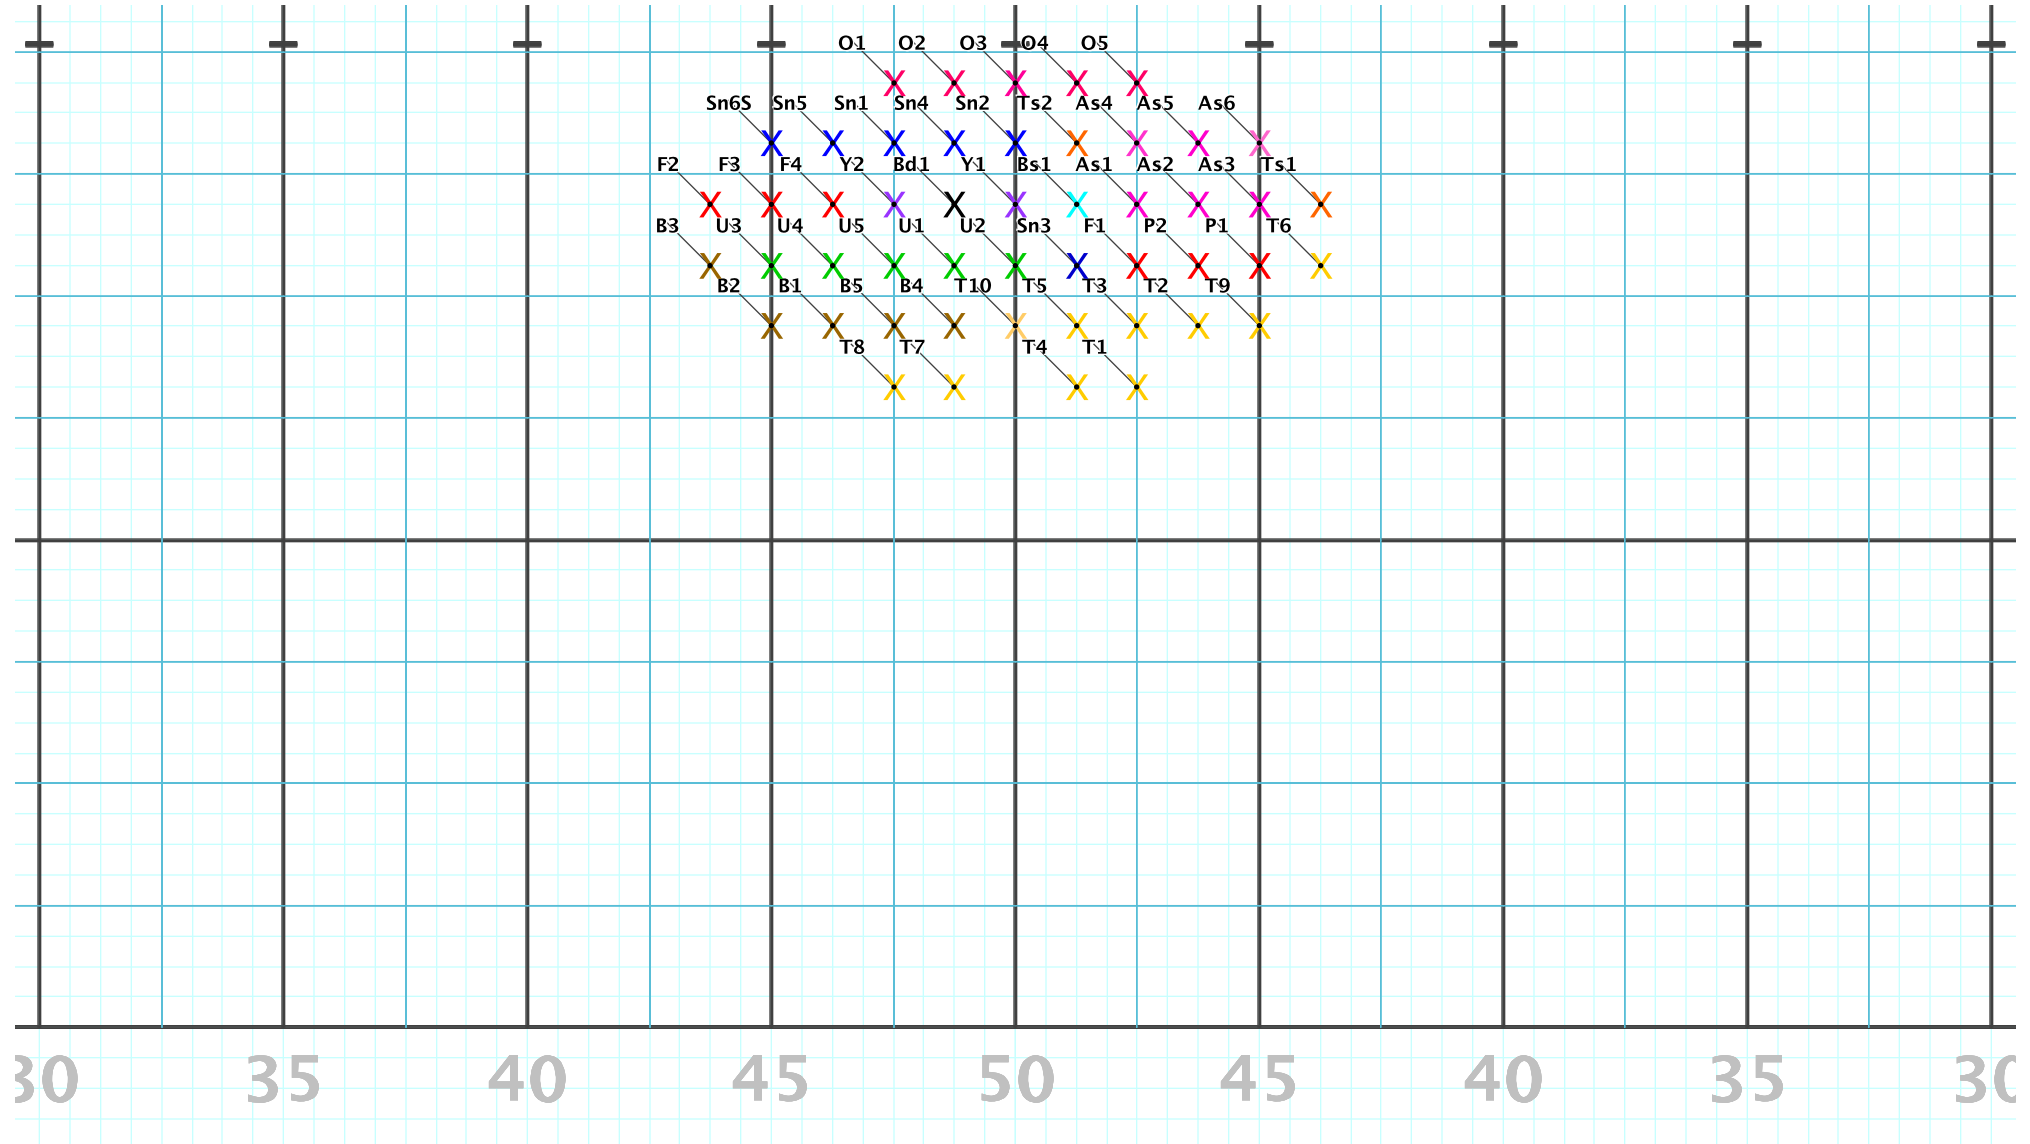 O1 O2 O3 O4 O5
Sn6S Sn5 Sn1 Sn4 Sn2 Ts2 As4 As5 As6
F2 F3 F4 Y2 Bd1 Y1 Bs1 As1 As2 As3 Ts1
B3 U3 U4 U5 U1 U2 Sn3 F1 P2 P1 T6
B2 B1 B5 B4 T10 T5 T3 T2 T9
T8 T7 T4 T1
30 35 40 45 50 45 40 35 30